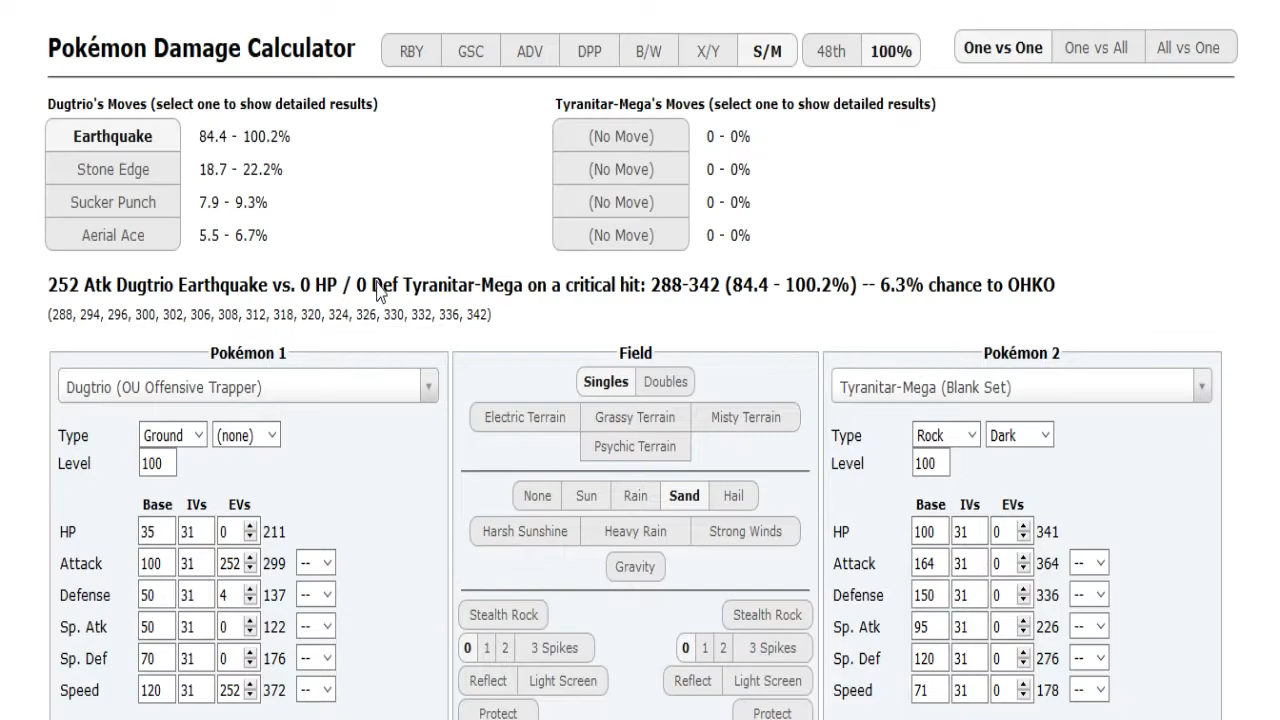 Pokémon Damage Calculator RBY GSC ADV DPP B/W X/Y S/M 48th 100% One vs One One vs All All vs One
Dugtrio's Moves (select one to show detailed results) Tyranitar-Mega's Moves (select one to show detailed results)
Earthquake 84.4 - 100.2% (No Move) 0 - 0%
Stone Edge 18.7 - 22.2% (No Move) 0 - 0%
Sucker Punch 7.9 - 9.3% (No Move) 0 - 0%
Aerial Ace 5.5 - 6.7% (No Move) 0 - 0%
252 Atk Dugtrio Earthquake vs. 0 HP / 0 Def Tyranitar-Mega on a critical hit: 288-342 (84.4 - 100.2%) -- 6.3% chance to OHKO
(288, 294, 296, 300, 302, 306, 308, 312, 318, 320, 324, 326, 330, 332, 336, 342)
Pokémon 1
Dugtrio (OU Offensive Trapper)
Type Ground (none)
Level 100
Base IVs EVs
HP 35 31 0 211
Attack 100 31 252 299 --
Defense 50 31 4 137 --
Sp. Atk 50 31 0 122 --
Sp. Def 70 31 0 176 --
Speed 120 31 252 372 --
Field
Singles Doubles
Electric Terrain Grassy Terrain Misty Terrain
Psychic Terrain
None Sun Rain Sand Hail
Harsh Sunshine Heavy Rain Strong Winds
Gravity
Stealth Rock Stealth Rock
0 1 2 3 Spikes 0 1 2 3 Spikes
Reflect Light Screen Reflect Light Screen
Protect Protect
Pokémon 2
Tyranitar-Mega (Blank Set)
Type Rock Dark
Level 100
Base IVs EVs
HP 100 31 0 341
Attack 164 31 0 364 --
Defense 150 31 0 336 --
Sp. Atk 95 31 0 226 --
Sp. Def 120 31 0 276 --
Speed 71 31 0 178 --